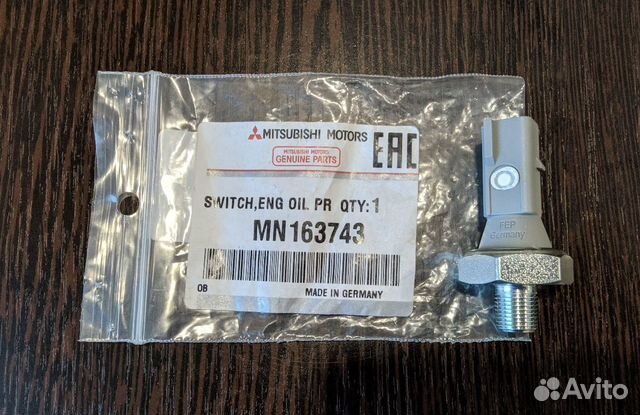 MITSUBISHI MOTORS
MITSUBISHI MOTORS
GENUINE PARTS
EAC
SWITCH,ENG OIL PR QTY:1
MN163743
OB
MADE IN GERMANY
FEP
Germany
Avito